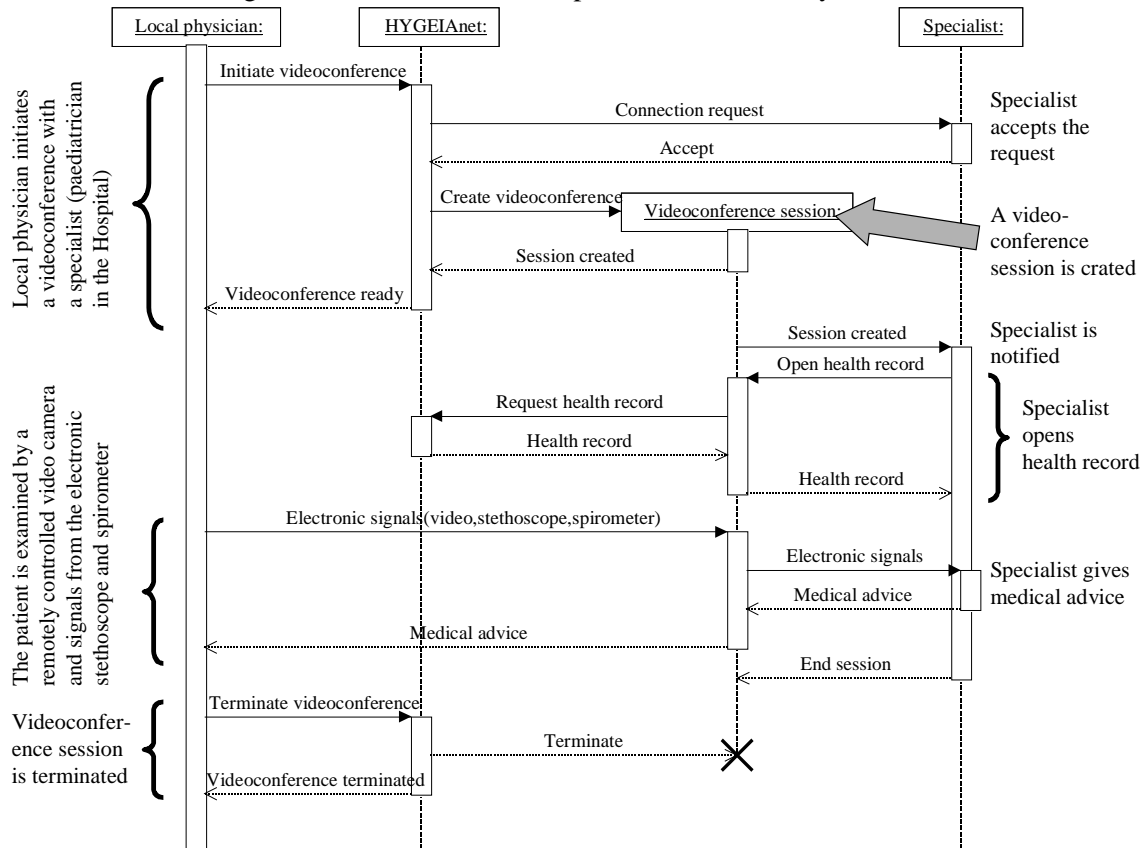 Local physician:
HYGEIAnet:
Specialist:
Initiate videoconference
Local physician initiates
a videoconference with
a specialist (paediatrician
in the Hospital)
Connection request
Specialist
accepts the
request
Accept
Create videoconference
Videoconference session:
A video-
conference
session is crated
Session created
Videoconference ready
Session created
Specialist is
notified
Open health record
Request health record
Specialist
opens
health record
Health record
Health record
The patient is examined by a
remotely controlled video camera
and signals from the electronic
stethoscope and spirometer
Electronic signals(video,stethoscope,spirometer)
Electronic signals
Specialist gives
medical advice
Medical advice
Medical advice
End session
Terminate videoconference
Videoconfer-
ence session
is terminated
Terminate
Videoconference terminated